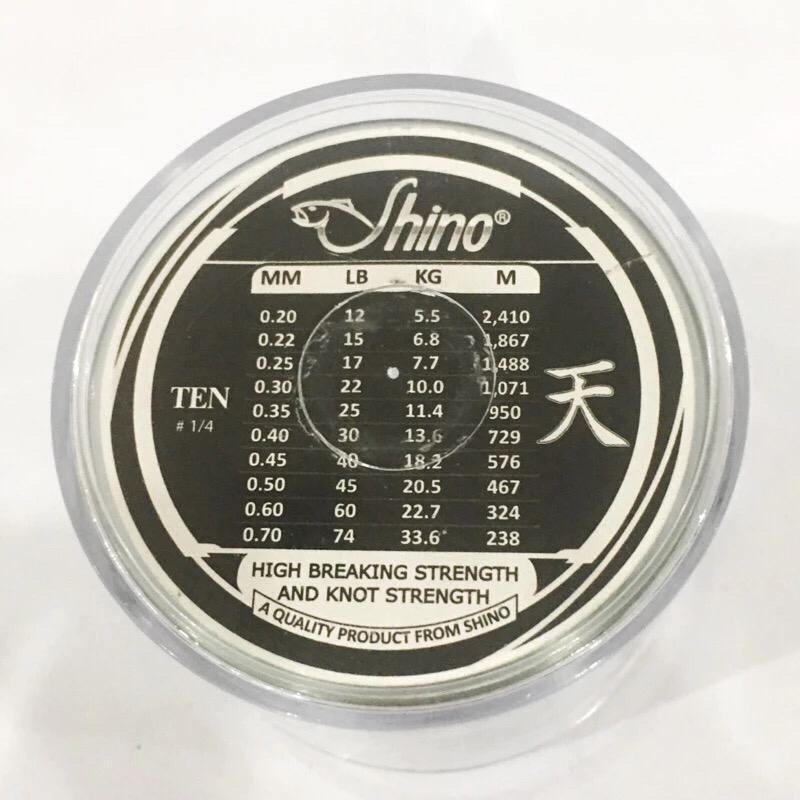 Shino®
MM LB KG M
0.20 12 5.5 2,410
0.22 15 6.8 1,867
0.25 17 7.7 1,488
0.30 22 10.0 1,071
0.35 25 11.4 950
0.40 30 13.6 729
0.45 40 18.2 576
0.50 45 20.5 467
0.60 60 22.7 324
0.70 74 33.6 238
TEN
# 1/4
天
HIGH BREAKING STRENGTH
AND KNOT STRENGTH
A QUALITY PRODUCT FROM SHINO